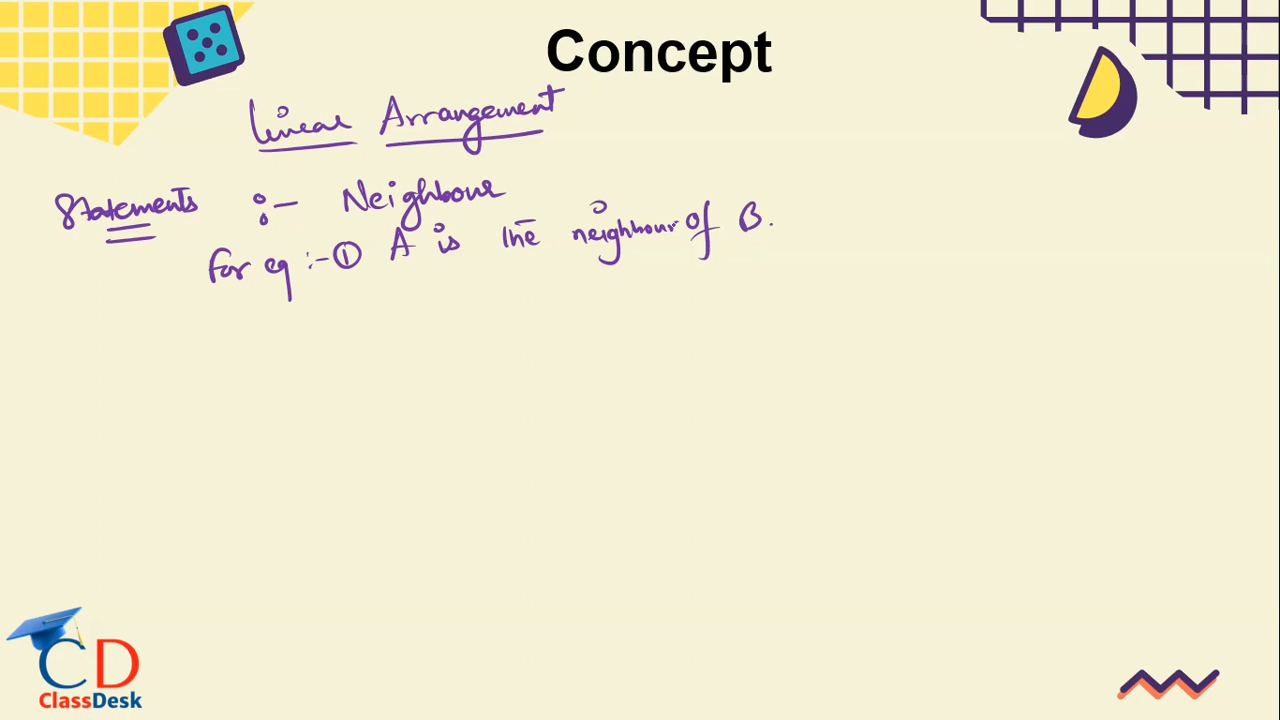 Concept
Linear Arrangement
Statements :- Neighbour
For eg :- ① A is the neighbour of B.
CD
ClassDesk